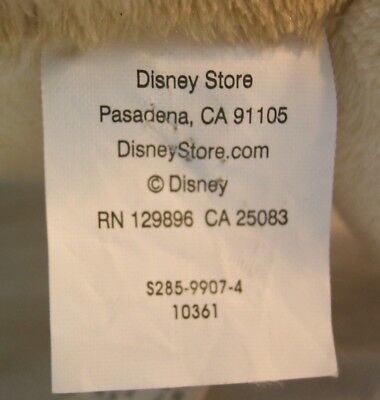 Disney Store
Pasadena, CA 91105
DisneyStore.com
© Disney
RN 129896 CA 25083
S285-9907-4
10361